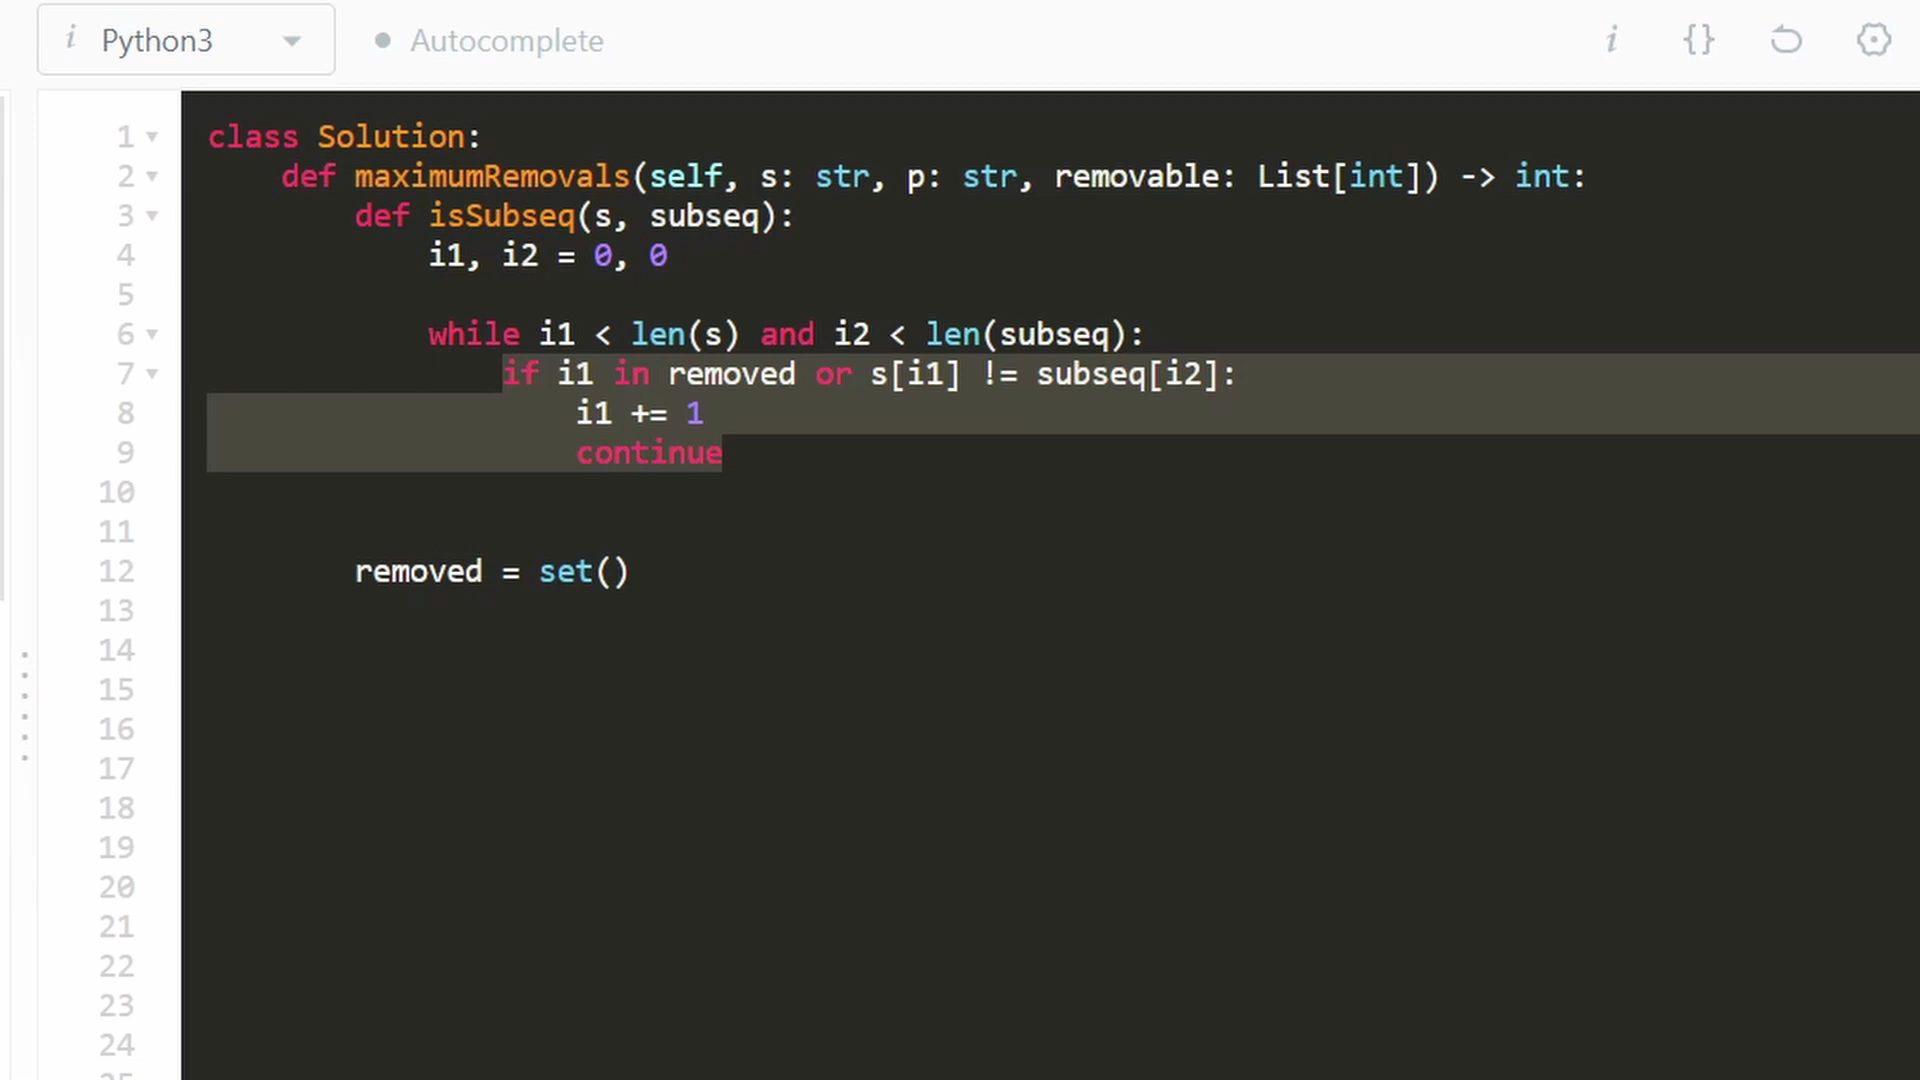 i Python3 Autocomplete i {}
1 class Solution:
2 def maximumRemovals(self, s: str, p: str, removable: List[int]) -> int:
3 def isSubseq(s, subseq):
4 i1, i2 = 0, 0
5
6 while i1 < len(s) and i2 < len(subseq):
7 if i1 in removed or s[i1] != subseq[i2]:
8 i1 += 1
9 continue
10
11
12 removed = set()
13
14
15
16
17
18
19
20
21
22
23
24